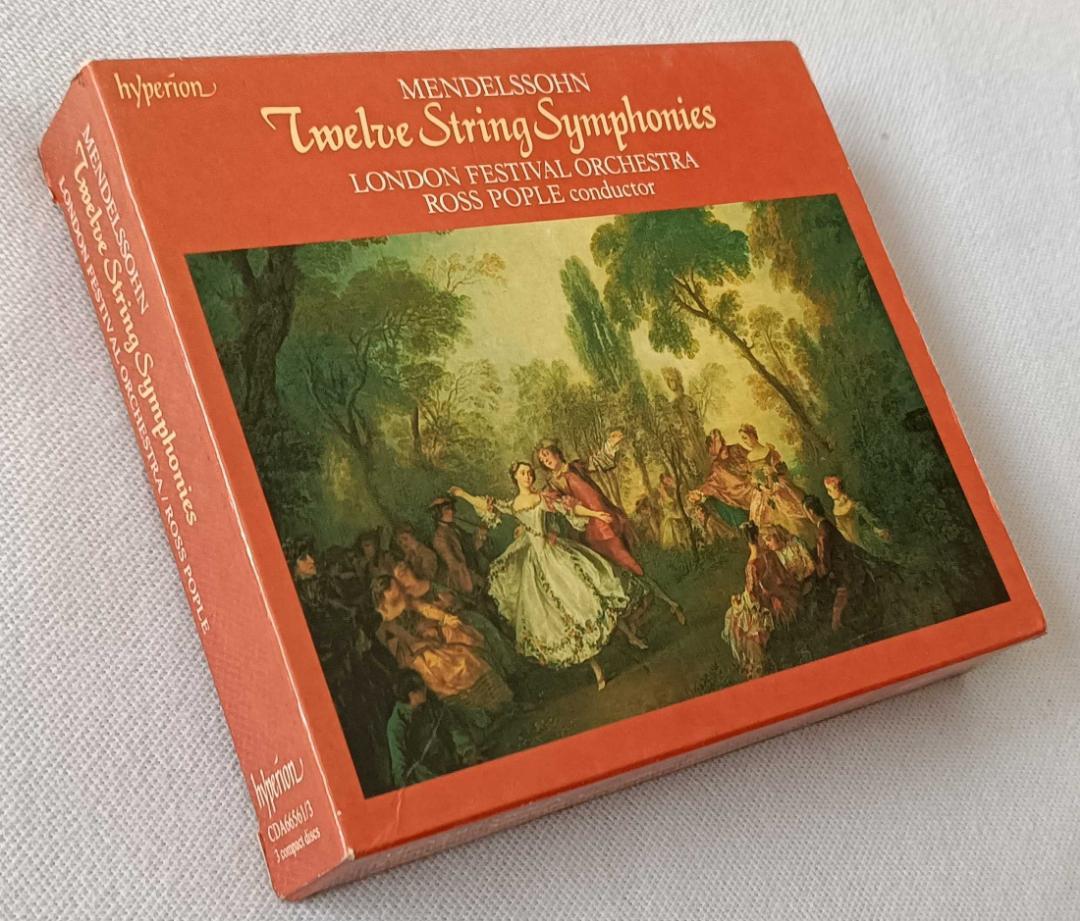 hyperion
MENDELSSOHN
Twelve String Symphonies
LONDON FESTIVAL ORCHESTRA
ROSS POPLE conductor
MENDELSSOHN
Twelve String Symphonies
LONDON FESTIVAL ORCHESTRA / ROSS POPLE
hyperion
CDA66561/3
3 compact discs